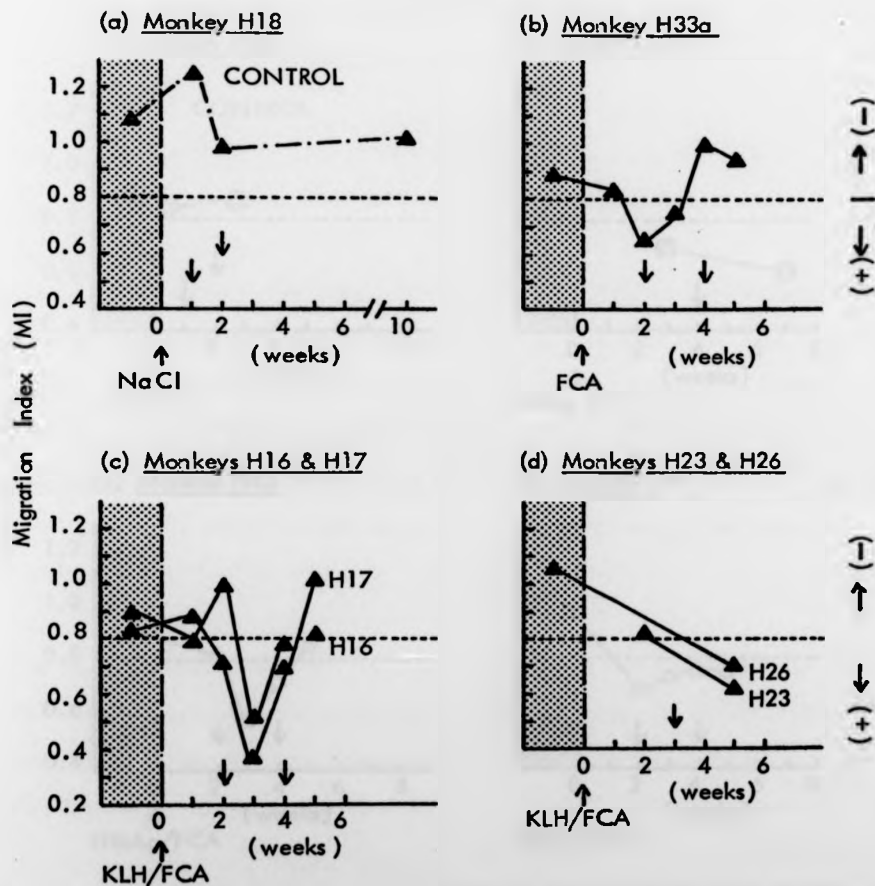 (a) Monkey H18
1.2
1.0
0.8
0.6
0.4
CONTROL
0 2 4 6 10
(weeks)
NaCl
(b) Monkey H33a
0 2 4 6
(weeks)
FCA
(-)
(+)
Migration Index (MI)
(c) Monkeys H16 & H17
1.2
1.0
0.8
0.6
0.4
0.2
H17
H16
0 2 4 6
(weeks)
KLH/FCA
(d) Monkeys H23 & H26
H26
H23
0 2 4 6
(weeks)
KLH/FCA
(-)
(+)